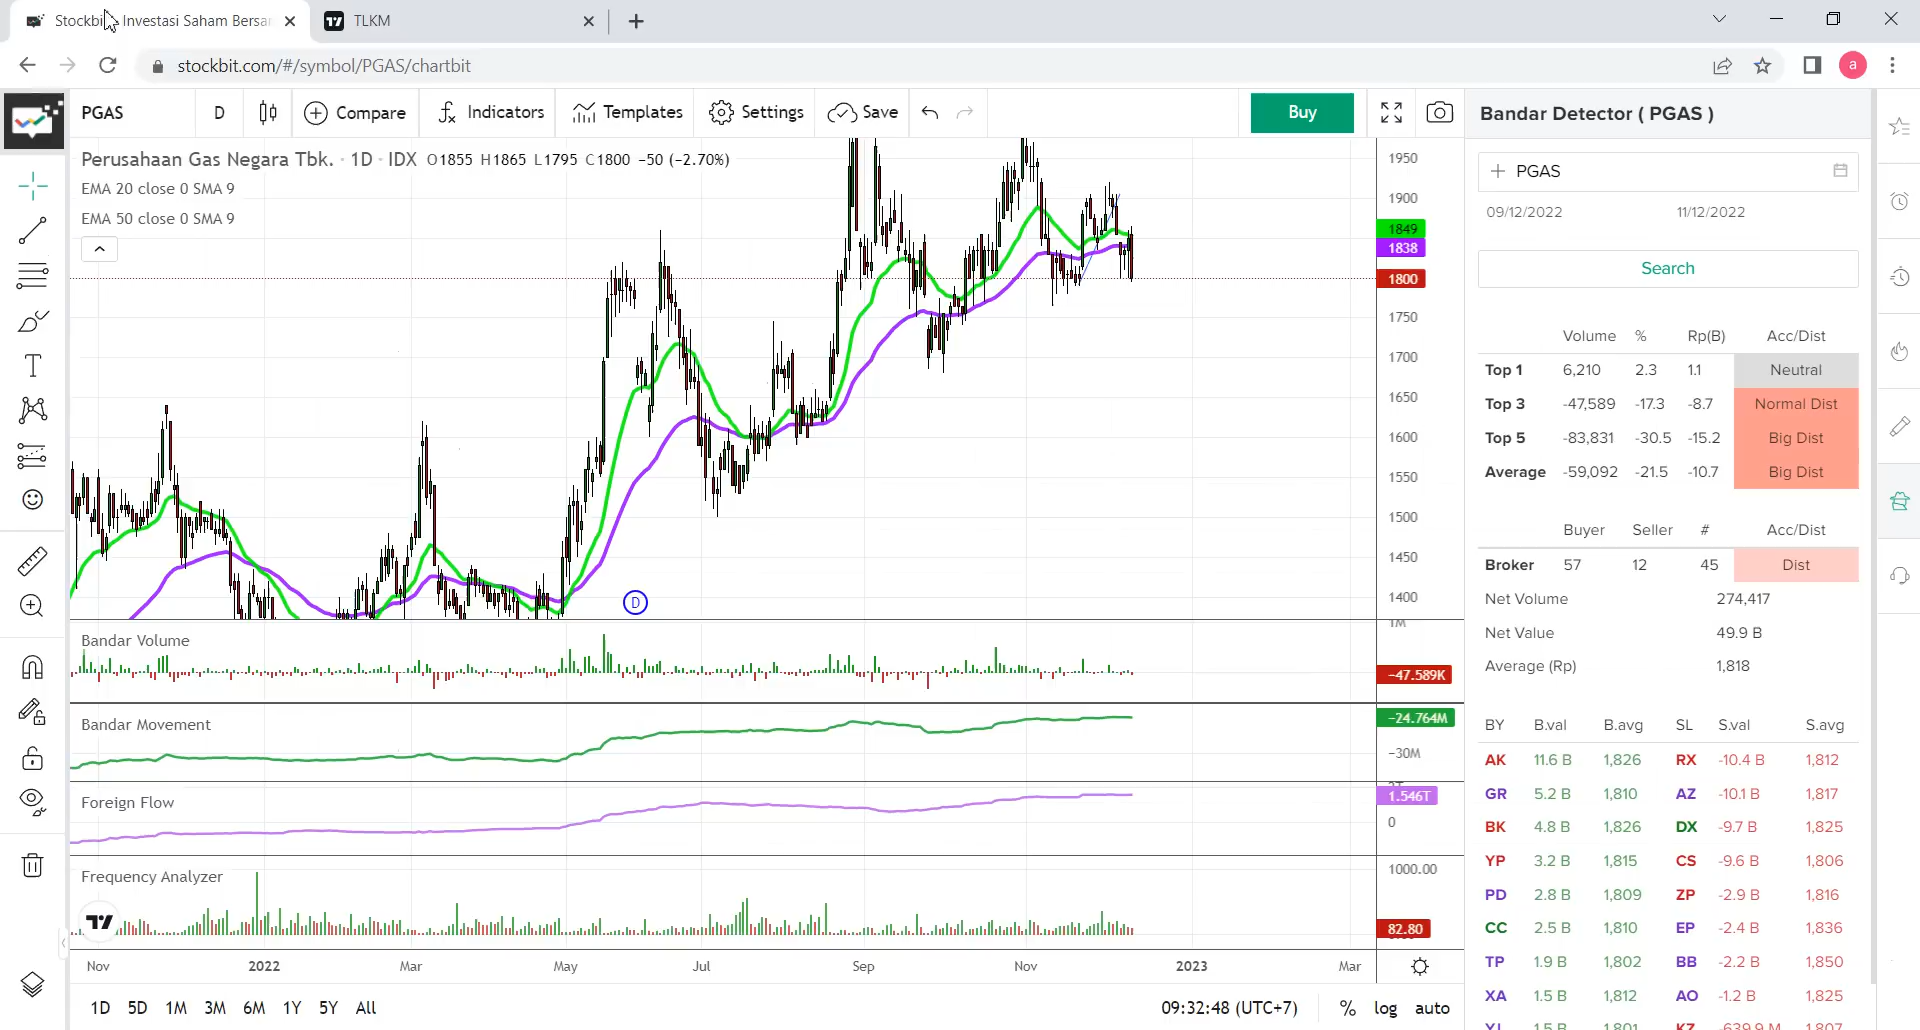 Stockbit - Investasi Saham Bersa
TLKM
stockbit.com/#/symbol/PGAS/chartbit
a
PGAS D Compare Indicators Templates Settings Save Buy
Perusahaan Gas Negara Tbk. · 1D · IDX O1855 H1865 L1795 C1800 -50 (-2.70%)
EMA 20 close 0 SMA 9
EMA 50 close 0 SMA 9
1950
1900
1849
1838
1800
1750
1700
1650
1600
1550
1500
1450
1400
D
Bandar Volume
1M
-47.589K
Bandar Movement
-24.764M
-30M
Foreign Flow
1.546T
0
Frequency Analyzer
1000.00
82.80
Nov 2022 Mar May Jul Sep Nov 2023 Mar
1D 5D 1M 3M 6M 1Y 5Y All
09:32:48 (UTC+7) % log auto
Bandar Detector ( PGAS )
PGAS
09/12/2022 11/12/2022
Search
Volume % Rp(B) Acc/Dist
Top 1 6,210 2.3 1.1 Neutral
Top 3 -47,589 -17.3 -8.7 Normal Dist
Top 5 -83,831 -30.5 -15.2 Big Dist
Average -59,092 -21.5 -10.7 Big Dist
Buyer Seller # Acc/Dist
Broker 57 12 45 Dist
Net Volume 274,417
Net Value 49.9 B
Average (Rp) 1,818
BY B.val B.avg SL S.val S.avg
AK 11.6 B 1,826 RX -10.4 B 1,812
GR 5.2 B 1,810 AZ -10.1 B 1,817
BK 4.8 B 1,826 DX -9.7 B 1,825
YP 3.2 B 1,815 CS -9.6 B 1,806
PD 2.8 B 1,809 ZP -2.9 B 1,816
CC 2.5 B 1,810 EP -2.4 B 1,836
TP 1.9 B 1,802 BB -2.2 B 1,850
XA 1.5 B 1,812 AO -1.2 B 1,825
1.5 B 1,801 KZ -639.9 M 1,807